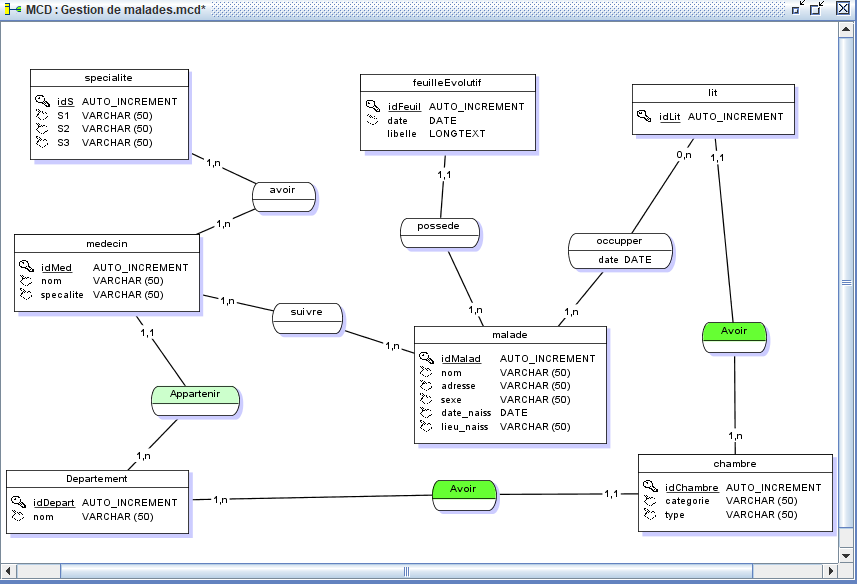 MCD : Gestion de malades.mcd*
specialite
idS AUTO_INCREMENT
S1 VARCHAR (50)
S2 VARCHAR (50)
S3 VARCHAR (50)
feuilleEvolutif
idFeuil AUTO_INCREMENT
date DATE
libelle LONGTEXT
lit
idLit AUTO_INCREMENT
1,n
avoir
1,n
1,1
possede
1,n
0,n
1,1
occupper
date DATE
1,n
medecin
idMed AUTO_INCREMENT
nom VARCHAR (50)
specalite VARCHAR (50)
1,n
suivre
1,n
malade
idMalad AUTO_INCREMENT
nom VARCHAR (50)
adresse VARCHAR (50)
sexe VARCHAR (50)
date_naiss DATE
lieu_naiss VARCHAR (50)
Avoir
1,n
1,1
Appartenir
1,n
Departement
idDepart AUTO_INCREMENT
nom VARCHAR (50)
1,n
Avoir
1,1
chambre
idChambre AUTO_INCREMENT
categorie VARCHAR (50)
type VARCHAR (50)